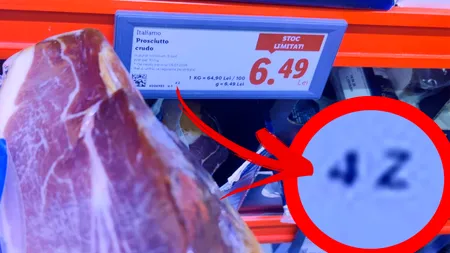 Italiamo
Prosciutto
crudo
STOC
LIMITAT!
6.49
Lei
1 KG = 64,90 Lei / 100
g = 6,49 Lei
4 Z